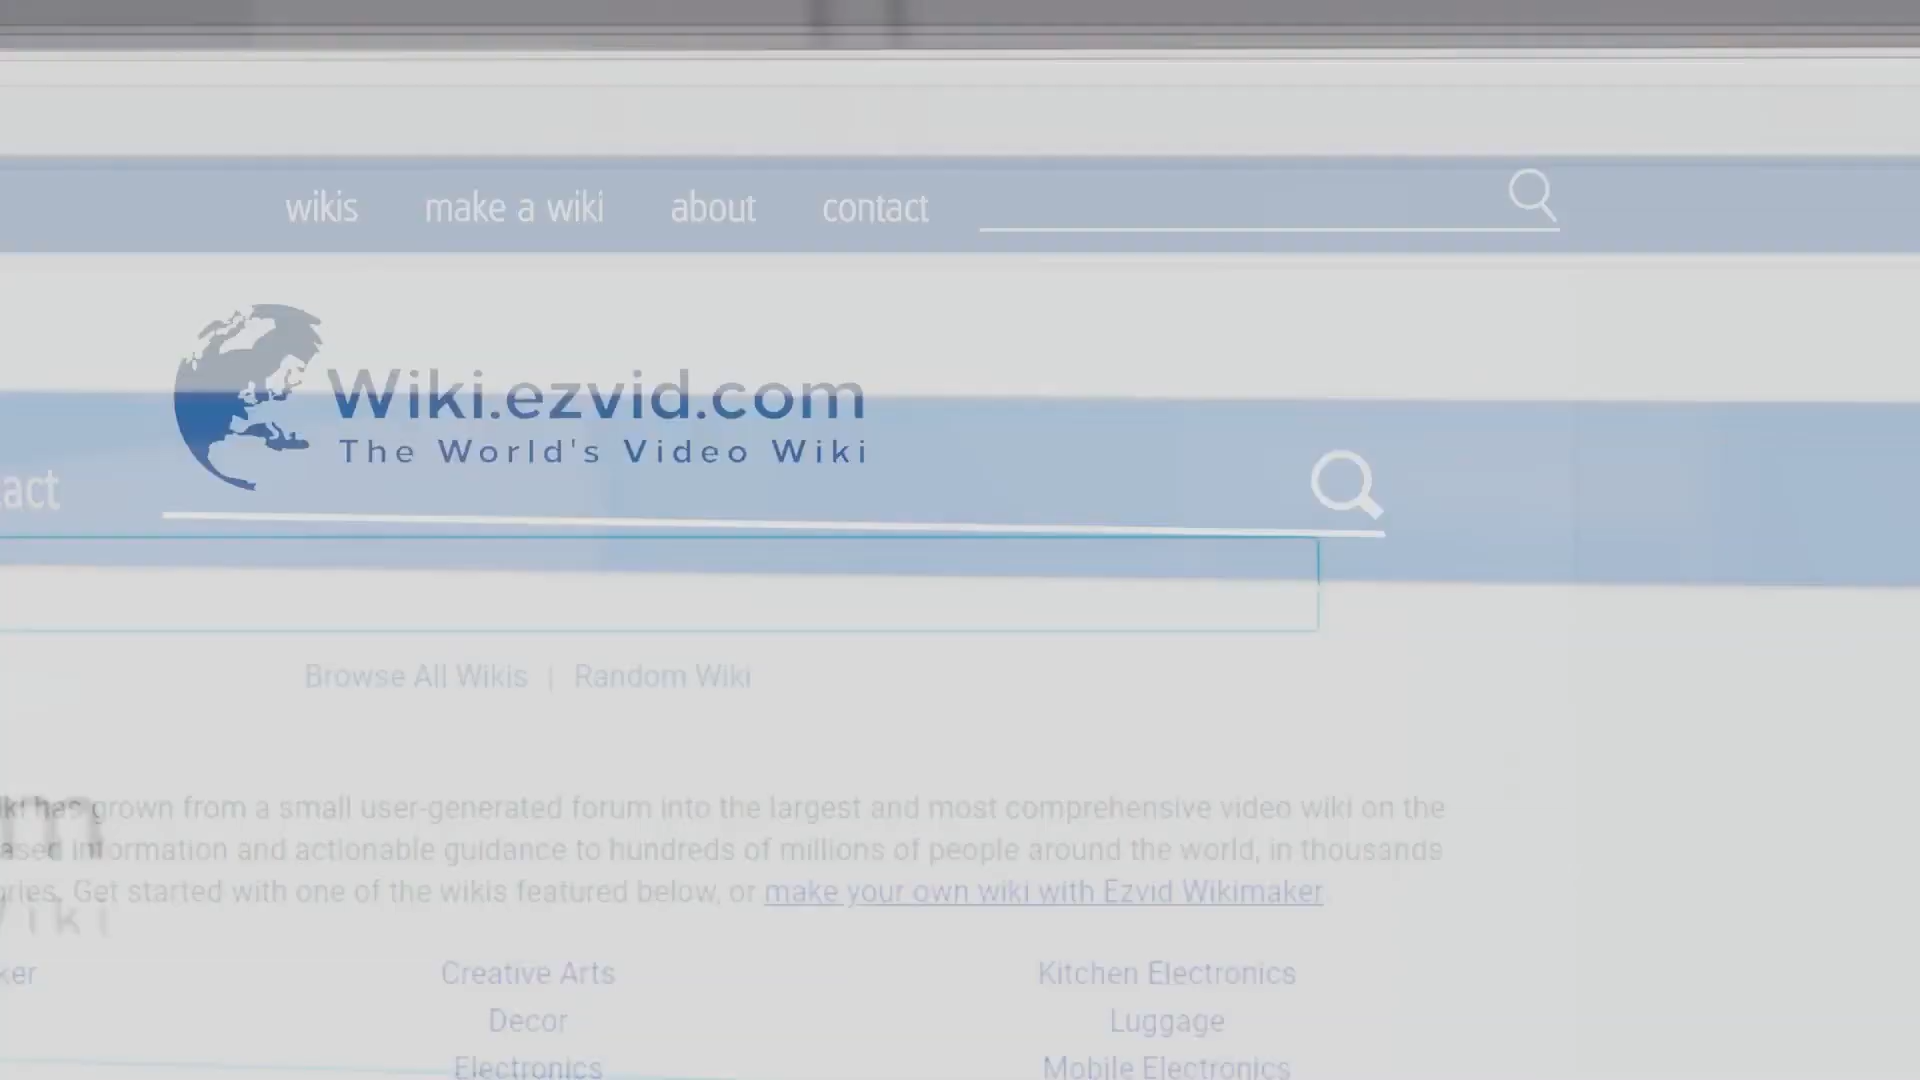 wikis make a wiki about contact
Wiki.ezvid.com
The World's Video Wiki
Browse All Wikis | Random Wiki
has grown from a small user-generated forum into the largest and most comprehensive video wiki on the
information and actionable guidance to hundreds of millions of people around the world, in thousands
Get started with one of the wikis featured below, or make your own wiki with Ezvid Wikimaker
Creative Arts Kitchen Electronics
Decor Luggage
Electronics Mobile Electronics